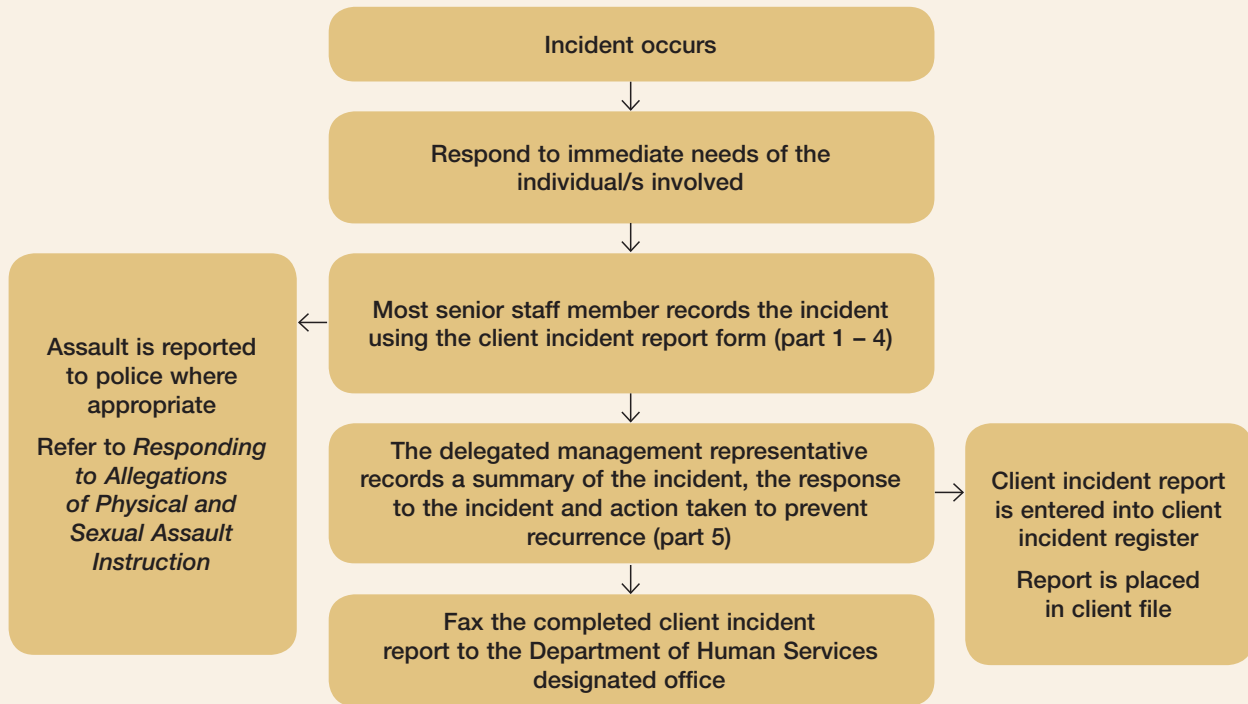 Incident occurs
Respond to immediate needs of the
individual/s involved
Most senior staff member records the incident
using the client incident report form (part 1 – 4)
Assault is reported
to police where
appropriate
Refer to Responding
to Allegations
of Physical and
Sexual Assault
Instruction
The delegated management representative
records a summary of the incident, the response
to the incident and action taken to prevent
recurrence (part 5)
Client incident report
is entered into client
incident register
Report is placed
in client file
Fax the completed client incident
report to the Department of Human Services
designated office